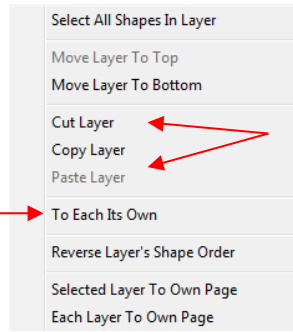 Select All Shapes In Layer
Move Layer To Top
Move Layer To Bottom
Cut Layer
Copy Layer
Paste Layer
To Each Its Own
Reverse Layer's Shape Order
Selected Layer To Own Page
Each Layer To Own Page